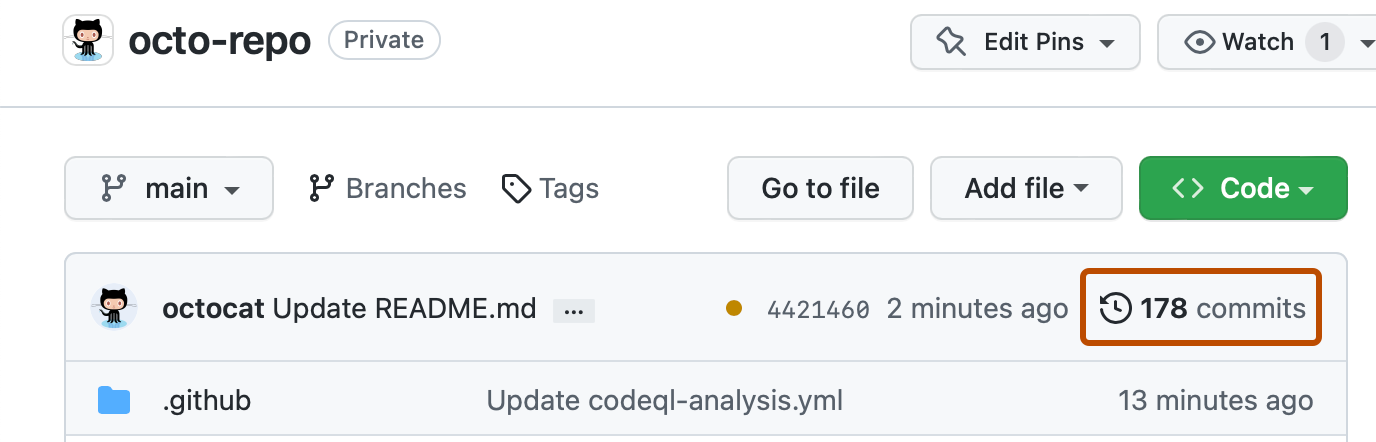 octo-repo Private Edit Pins Watch 1
main Branches Tags Go to file Add file Code
octocat Update README.md ... 4421460 2 minutes ago 178 commits
.github Update codeql-analysis.yml 13 minutes ago